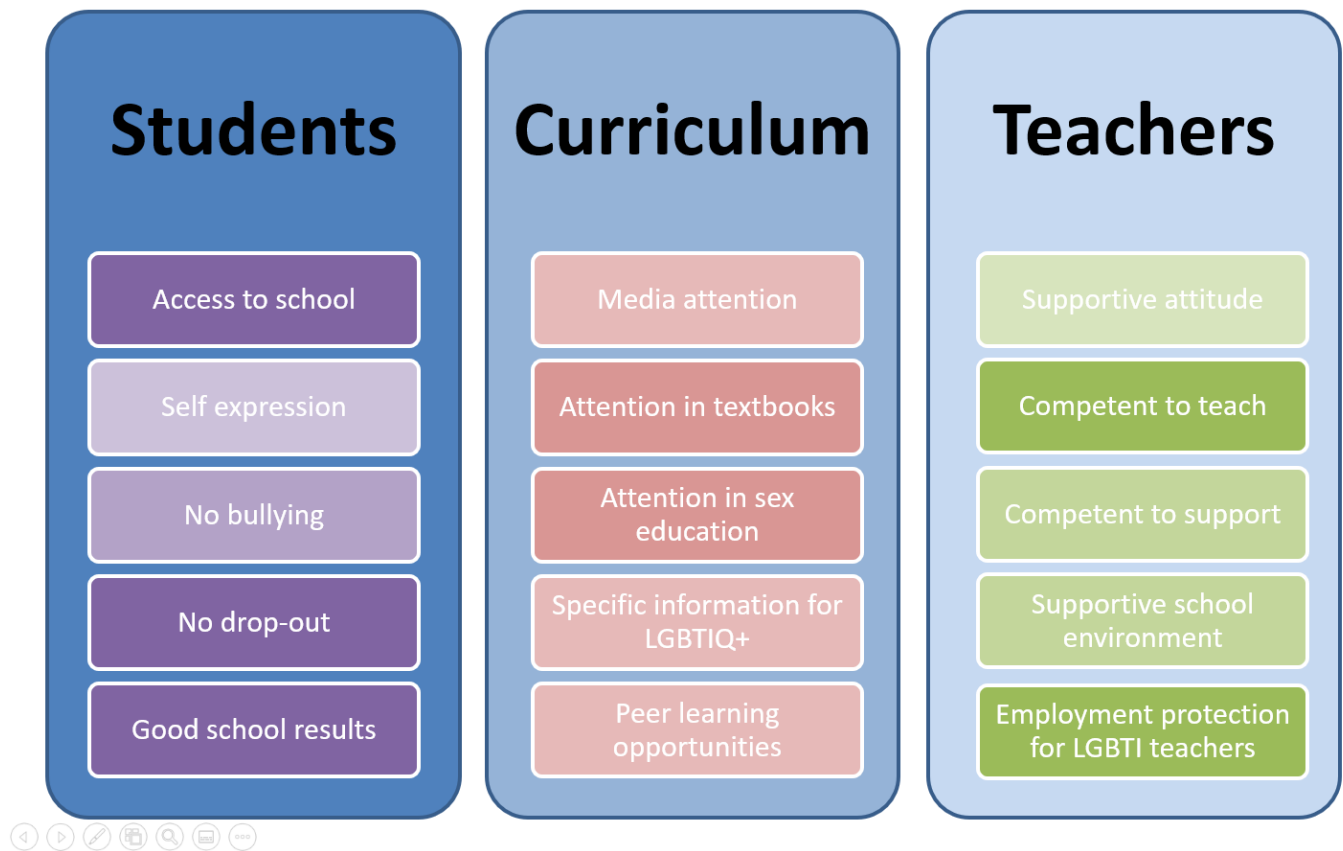 Students
Access to school
Self expression
No bullying
No drop-out
Good school results
Curriculum
Media attention
Attention in textbooks
Attention in sex
education
Specific information for
LGBTIQ+
Peer learning
opportunities
Teachers
Supportive attitude
Competent to teach
Competent to support
Supportive school
environment
Employment protection
for LGBTI teachers